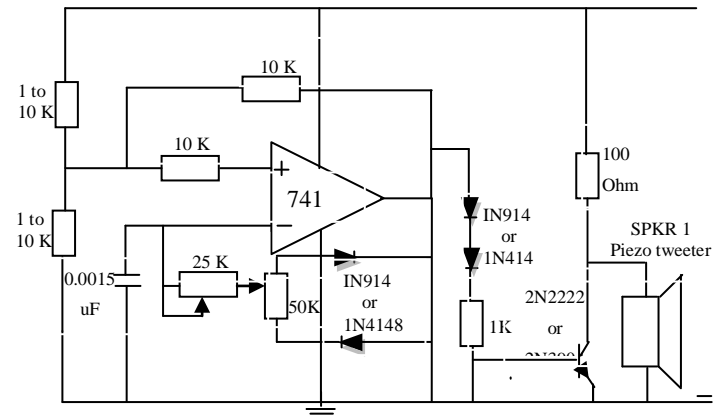 10 K
1 to
10 K
10 K
100
Ohm
741
1 to
10 K
IN914
or
1N414
SPKR 1
Piezo tweeter
25 K
0.0015
uF
50K
IN914
or
1N4148
1K
2N2222
or